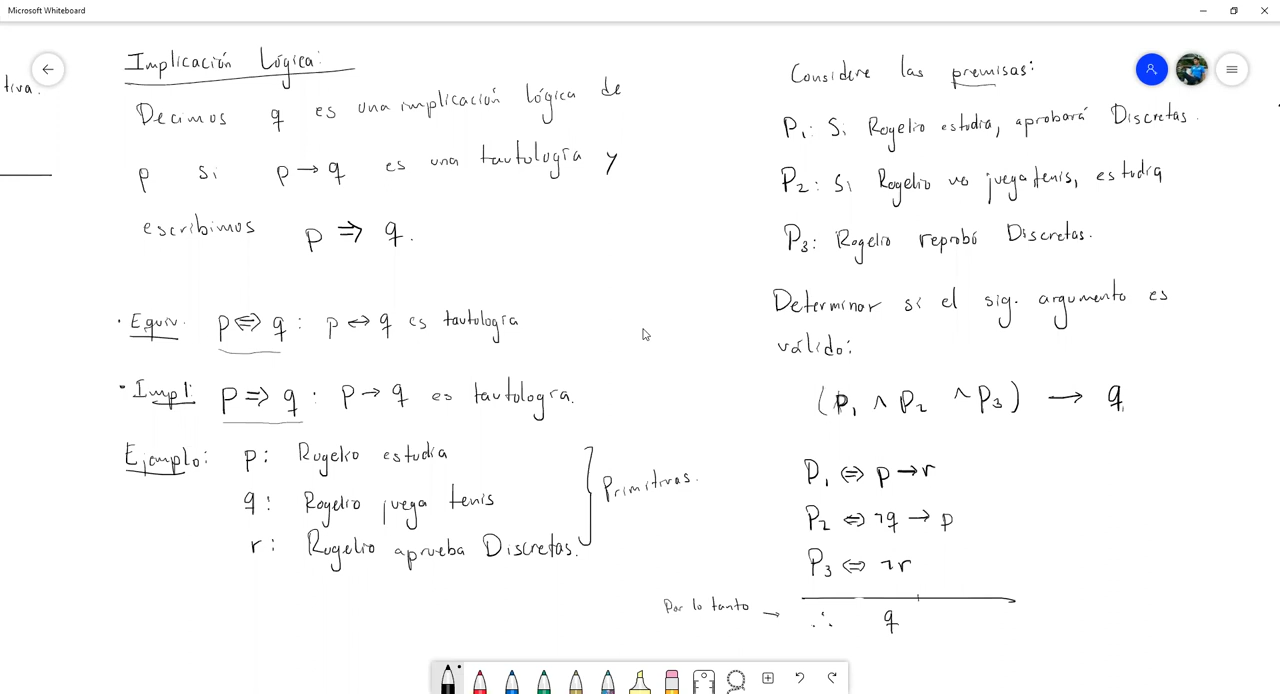 Microsoft Whiteboard
tiva.
Implicación Lógica:
Decimos q es una implicación lógica de
p si p → q es una tautología y
escribimos p ⇒ q.
· Equiv. p ⇔ q : p ↔ q es tautología
· Impl: p ⇒ q : p → q es tautología.
Ejemplo: p: Rogelio estudia
q: Rogelio juega tenis
r: Rogelio aprueba Discretas.
Primitivas.
Considere las premisas:
P1: Si Rogelio estudia, aprobará Discretas.
P2: Si Rogelio no juega tenis, estudia
P3: Rogelio reprobó Discretas.
Determinar si el sig. argumento es
válido:
(P1 ∧ P2 ∧ P3) → q
P1 ⇔ p → r
P2 ⇔ ¬q → p
P3 ⇔ ¬r
Por lo tanto → ∴ q